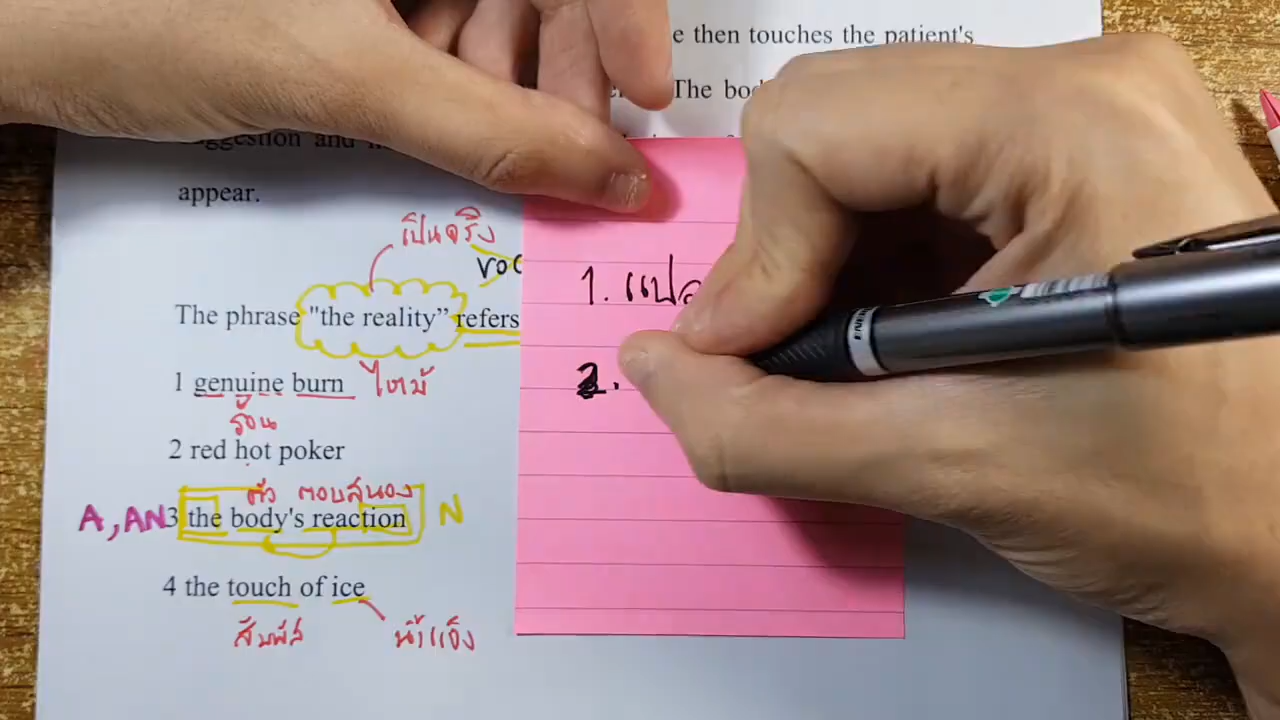 e then touches the patient's
The bod
suggestion and
appear.
เป็นจริง
voc
The phrase "the reality” refers
1. แปล
1 genuine burn ไหม้
ร้อน
2.
2 red hot poker
ตัว ตอบสนอง
A, AN 3 the body's reaction N
4 the touch of ice
สัมผัส น้ำแข็ง